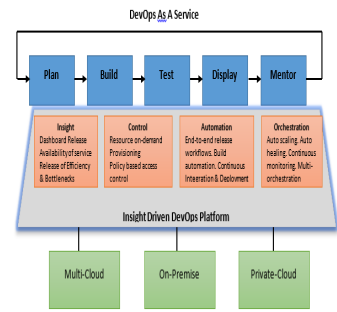 DevOps As A Service
Plan
Build
Test
Display
Mentor
Insight
Dashboard Release
Availability of service
Release of Efficiency
& Bottlenecks
Control
Resource on-demand
Provisioning
Policy based access
control
Automation
End-to-end release
workflows. Build
automation. Continuous
Integration & Deployment
Orchestration
Auto scaling. Auto
healing. Continuous
monitoring. Multi-
orchestration
Insight Driven DevOps Platform
Multi-Cloud
On-Premise
Private-Cloud